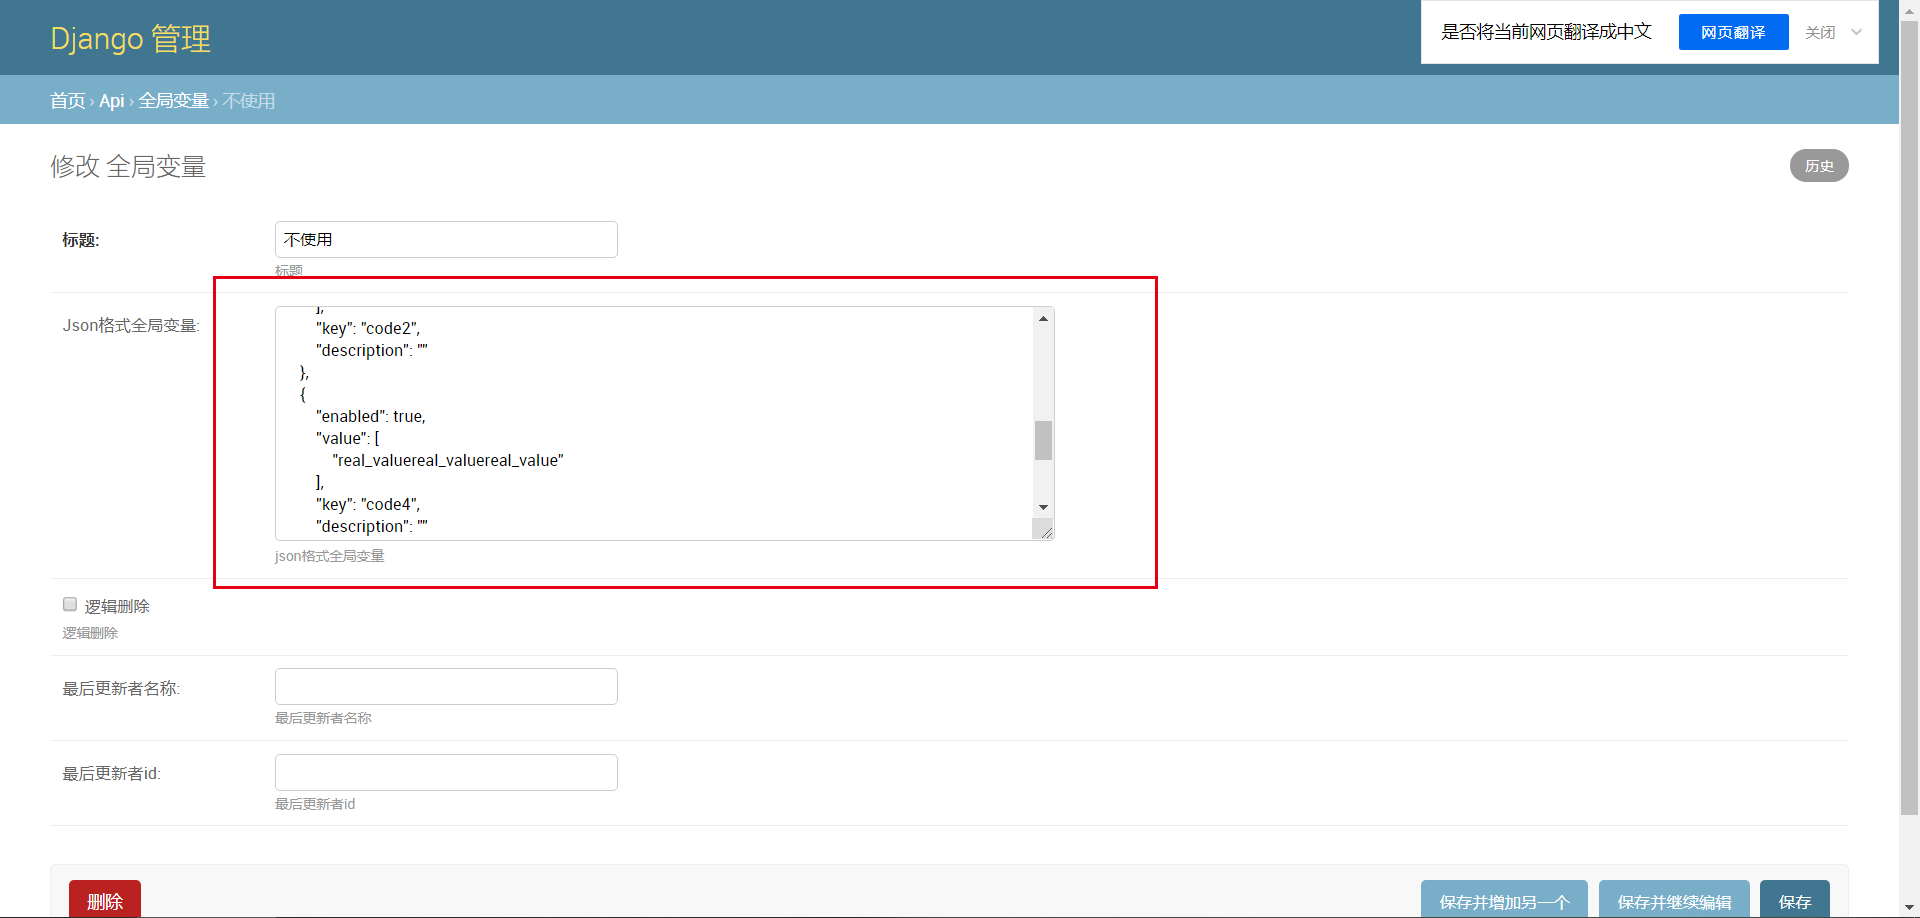 Django 管理
是否将当前网页翻译成中文
网页翻译
关闭
首页 › Api › 全局变量 › 不使用
修改 全局变量
历史
标题:
不使用
标题
Json格式全局变量:
],
"key": "code2",
"description": ""
},
{
"enabled": true,
"value": [
"real_valuereal_valuereal_value"
],
"key": "code4",
"description": ""
json格式全局变量
逻辑删除
逻辑删除
最后更新者名称:
最后更新者名称
最后更新者id:
最后更新者id
删除
保存并增加另一个
保存并继续编辑
保存